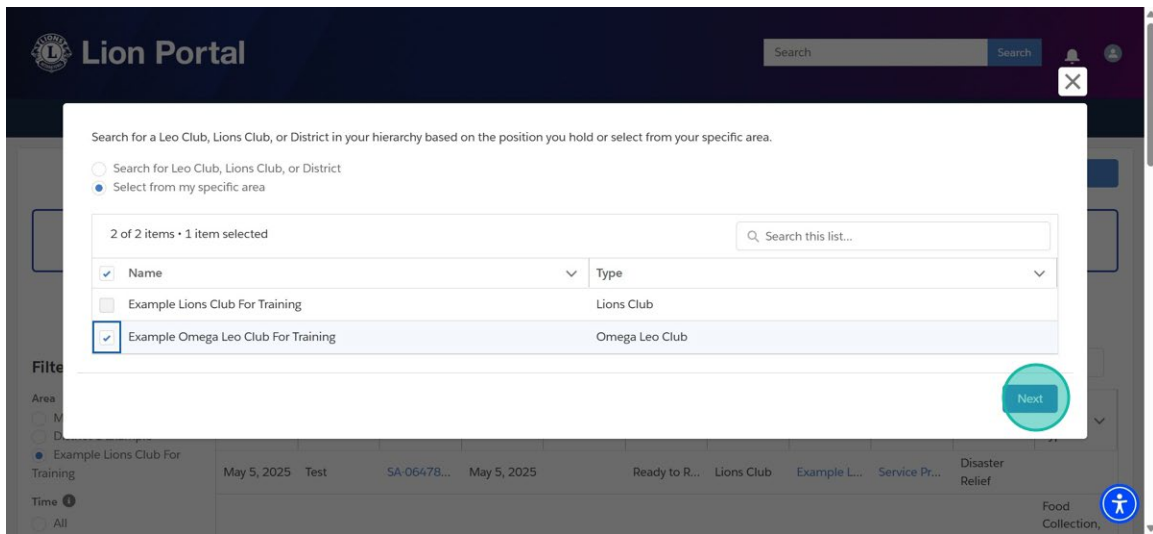 Lion Portal
Search
Search
Search for a Leo Club, Lions Club, or District in your hierarchy based on the position you hold or select from your specific area.
Search for Leo Club, Lions Club, or District
Select from my specific area
2 of 2 items • 1 item selected
Search this list...
Name Type
Example Lions Club For Training Lions Club
Example Omega Leo Club For Training Omega Leo Club
Next
Filte
Area
M
Example Lions Club For
Training
May 5, 2025 Test SA-06478... May 5, 2025 Ready to R... Lions Club Example L... Service Pr... Disaster
Relief
Time
All
Food
Collection,